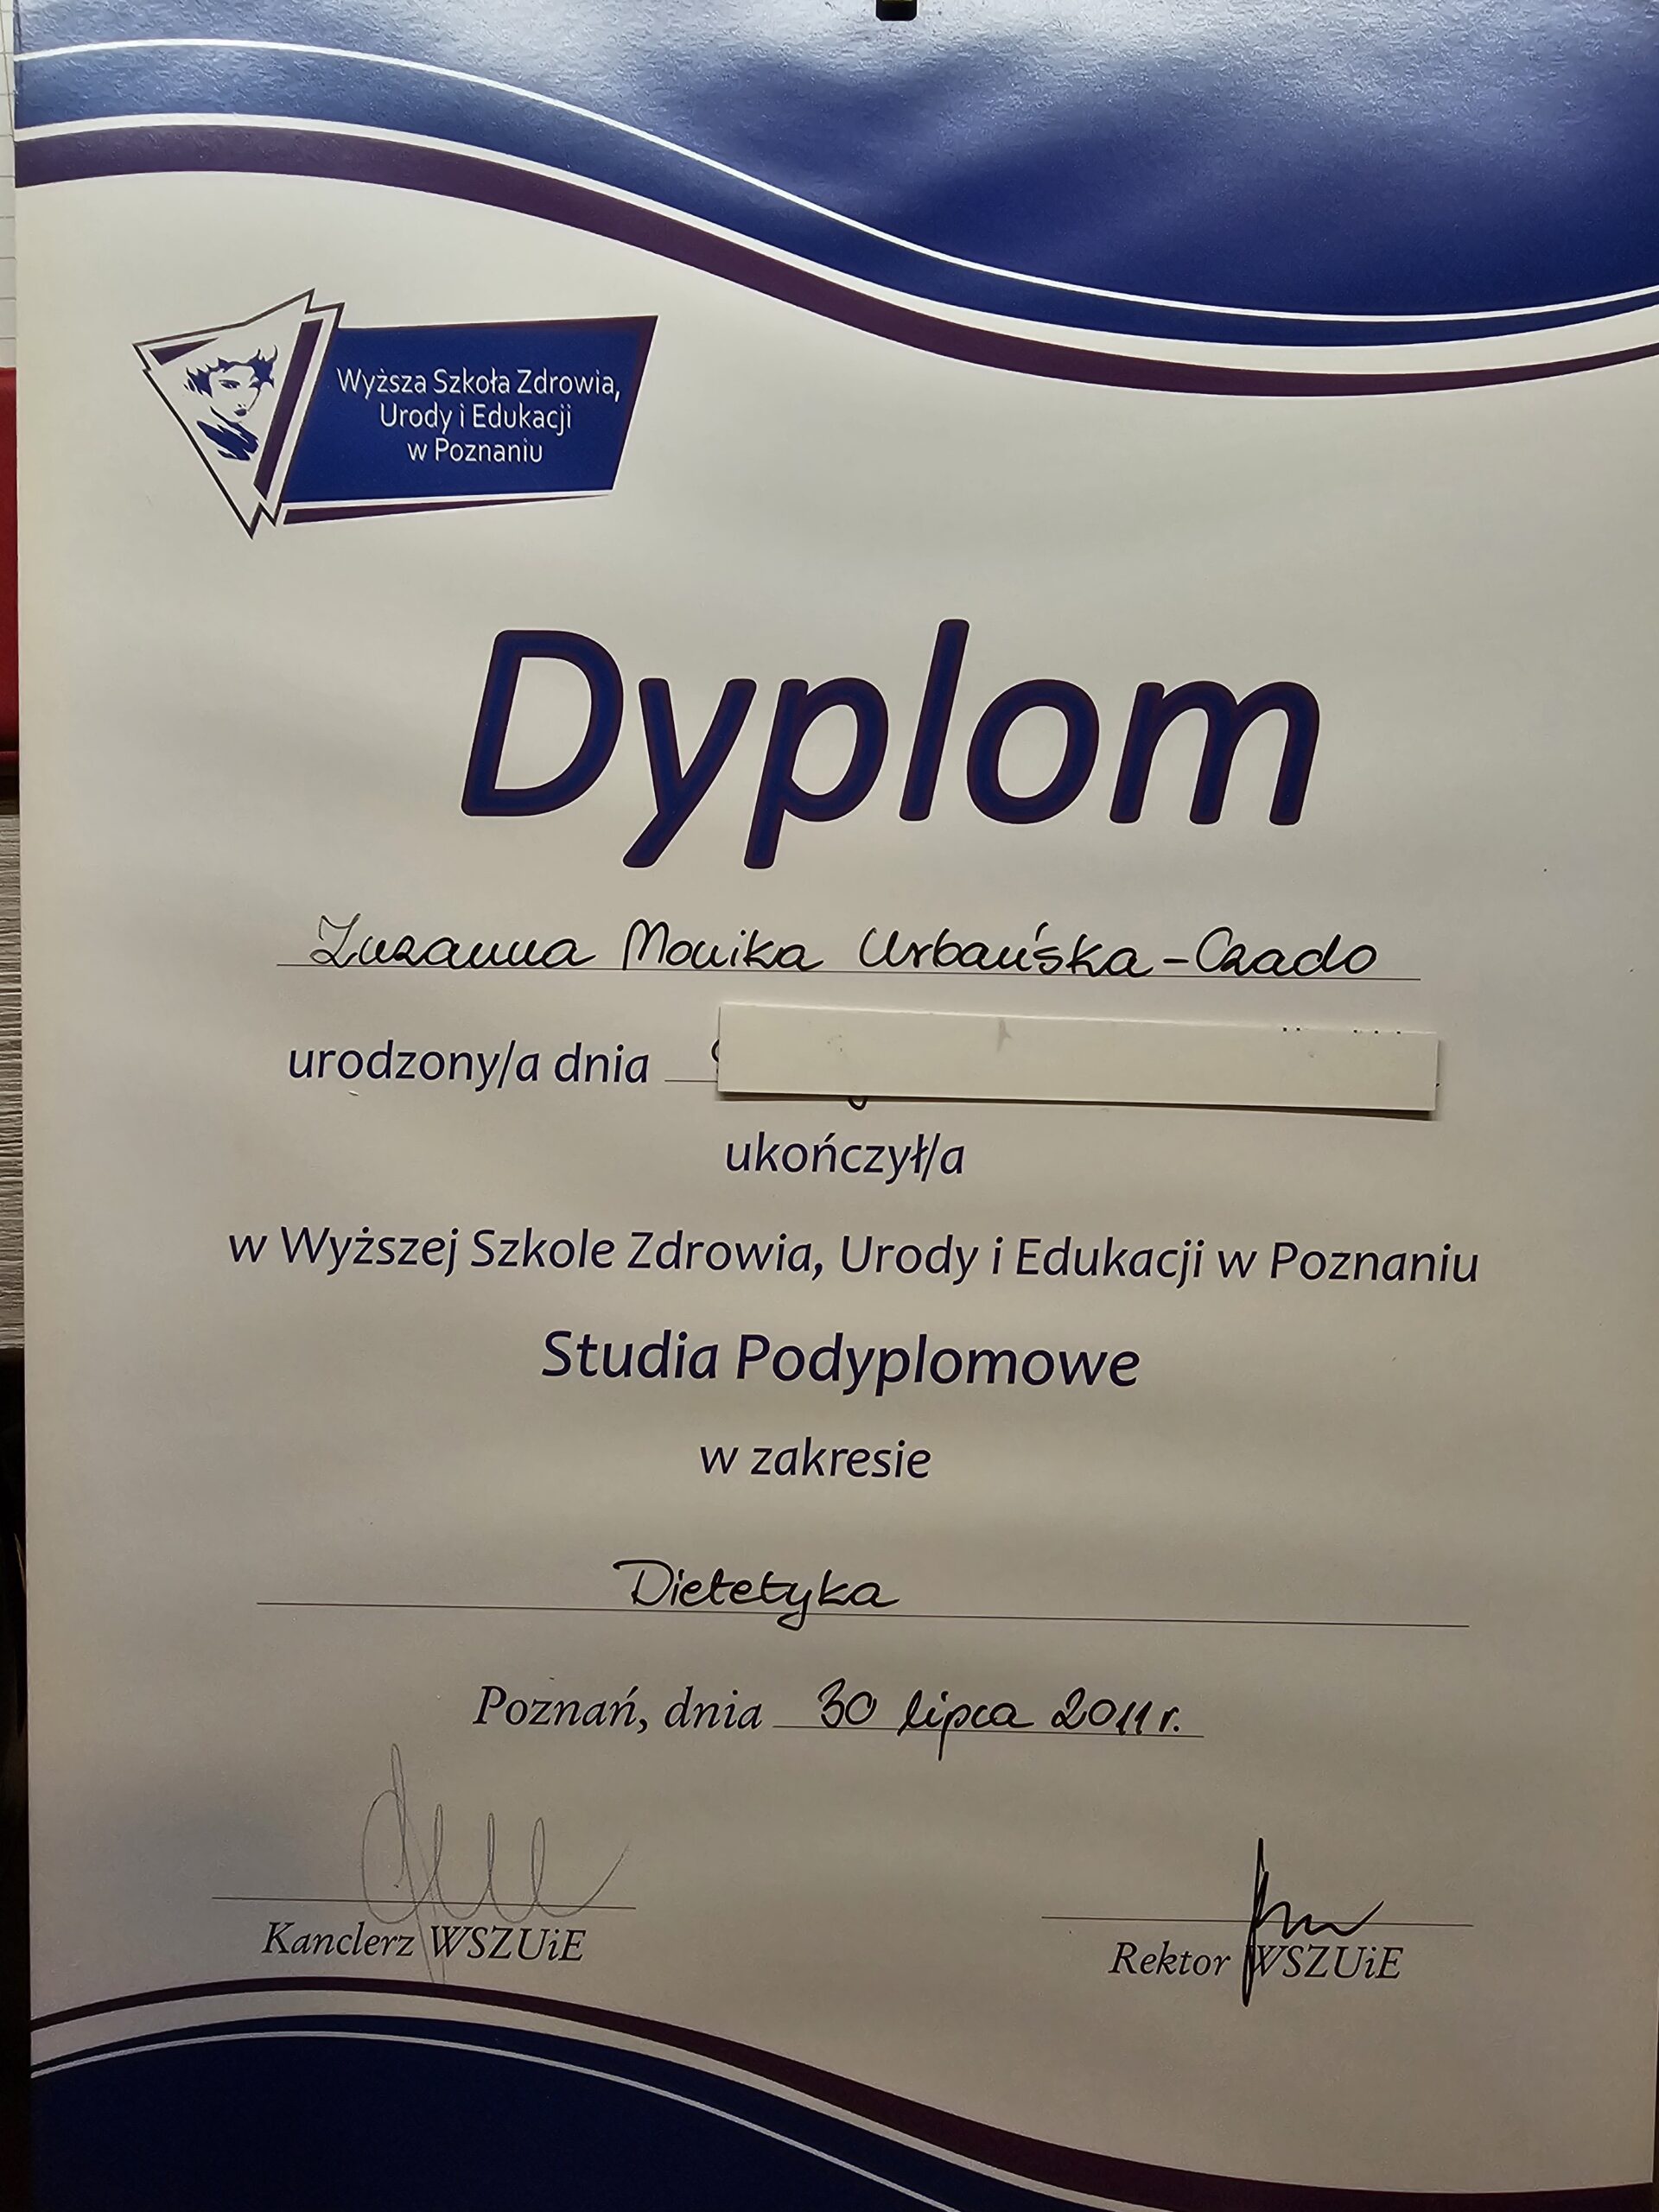 Wyższa Szkoła Zdrowia,
Urody i Edukacji
w Poznaniu
Dyplom
Zuzanna Monika Urbańska-Czado
urodzony/a dnia
ukończył/a
w Wyższej Szkole Zdrowia, Urody i Edukacji w Poznaniu
Studia Podyplomowe
w zakresie
Dietetyka
Poznań, dnia 30 lipca 2011 r.
Kanclerz WSZUiE
Rektor WSZUiE